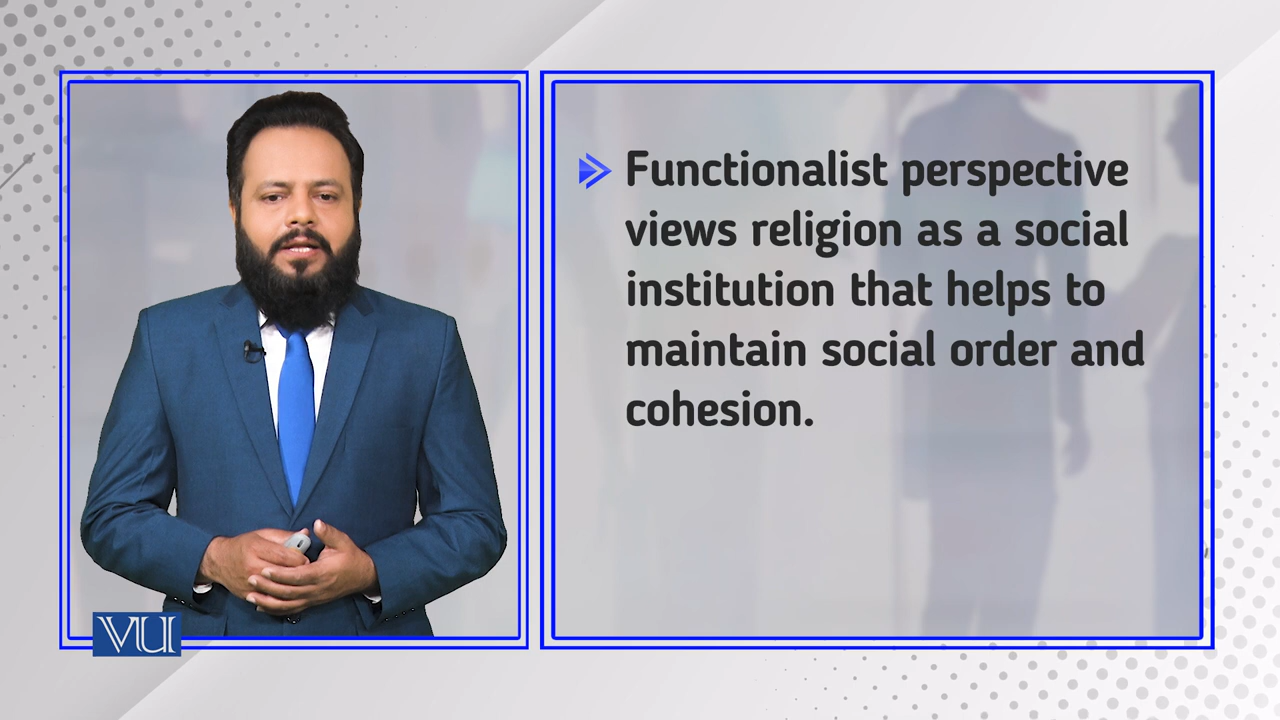 Functionalist perspective
views religion as a social
institution that helps to
maintain social order and
cohesion.
VU